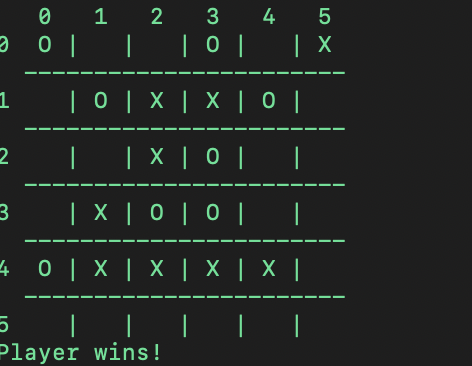 0   1   2   3   4   5
0  O |   |   | O |   | X
  -----------------------
1    | O | X | X | O |
  -----------------------
2    |   | X | O |   |
  -----------------------
3    | X | O | O |   |
  -----------------------
4  O | X | X | X | X |
  -----------------------
5    |   |   |   |   |
Player wins!